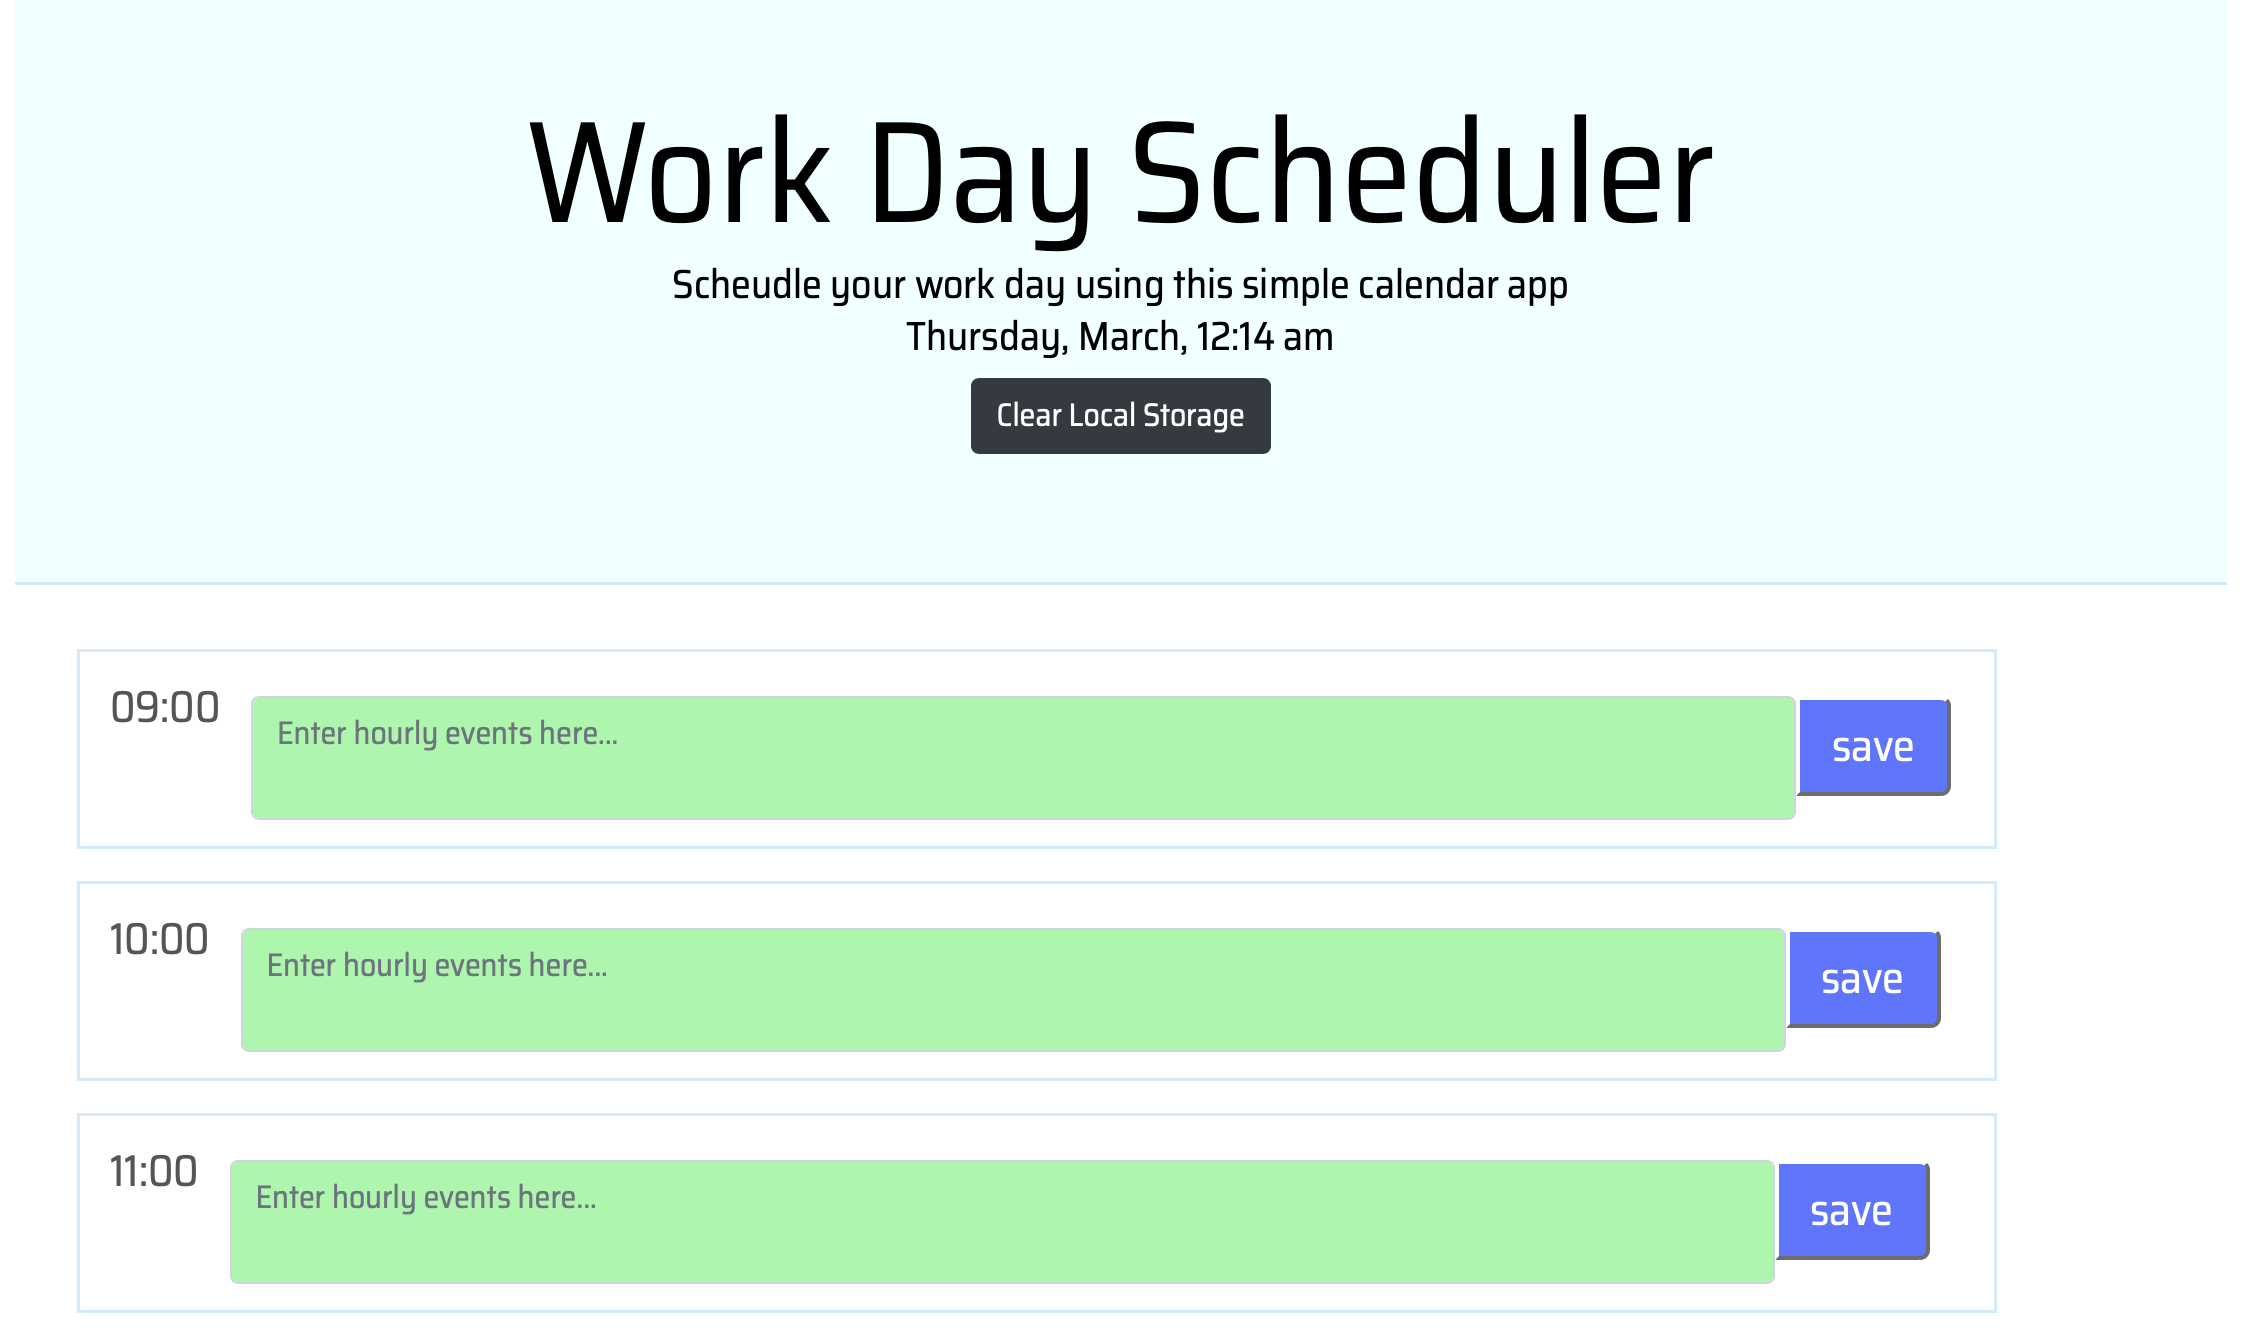 Work Day Scheduler
Scheudle your work day using this simple calendar app
Thursday, March, 12:14 am
Clear Local Storage
09:00
Enter hourly events here...
save
10:00
Enter hourly events here...
save
11:00
Enter hourly events here...
save